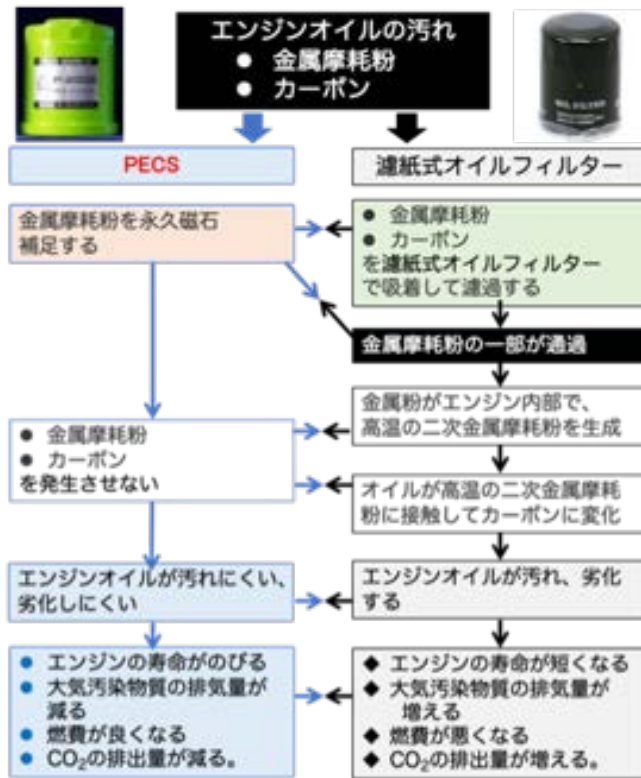 エンジンオイルの汚れ
● 金属摩耗粉
● カーボン
OIL FILTER
PECS
濾紙式オイルフィルター
金属摩耗粉を永久磁石
補足する
● 金属摩耗粉
● カーボン
を濾紙式オイルフィルター
で吸着して濾過する
金属摩耗粉の一部が通過
金属粉がエンジン内部で、
高温の二次金属摩耗粉を生成
● 金属摩耗粉
● カーボン
を発生させない
オイルが高温の二次金属摩耗
粉に接触してカーボンに変化
エンジンオイルが汚れにくい、
劣化しにくい
エンジンオイルが汚れ、劣化
する
● エンジンの寿命がのびる
● 大気汚染物質の排気量が
減る
● 燃費が良くなる
● CO₂の排出量が減る。
◆ エンジンの寿命が短くなる
◆ 大気汚染物質の排気量が
増える
◆ 燃費が悪くなる
◆ CO₂の排出量が増える。